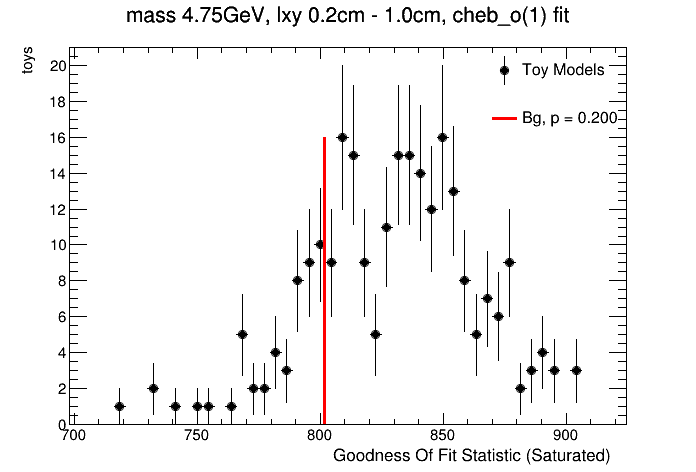 mass 4.75GeV, lxy 0.2cm - 1.0cm, cheb_o(1) fit
toys
20
18
16
14
12
10
8
6
4
2
0
Toy Models
Bg, p = 0.200
700 750 800 850 900
Goodness Of Fit Statistic (Saturated)